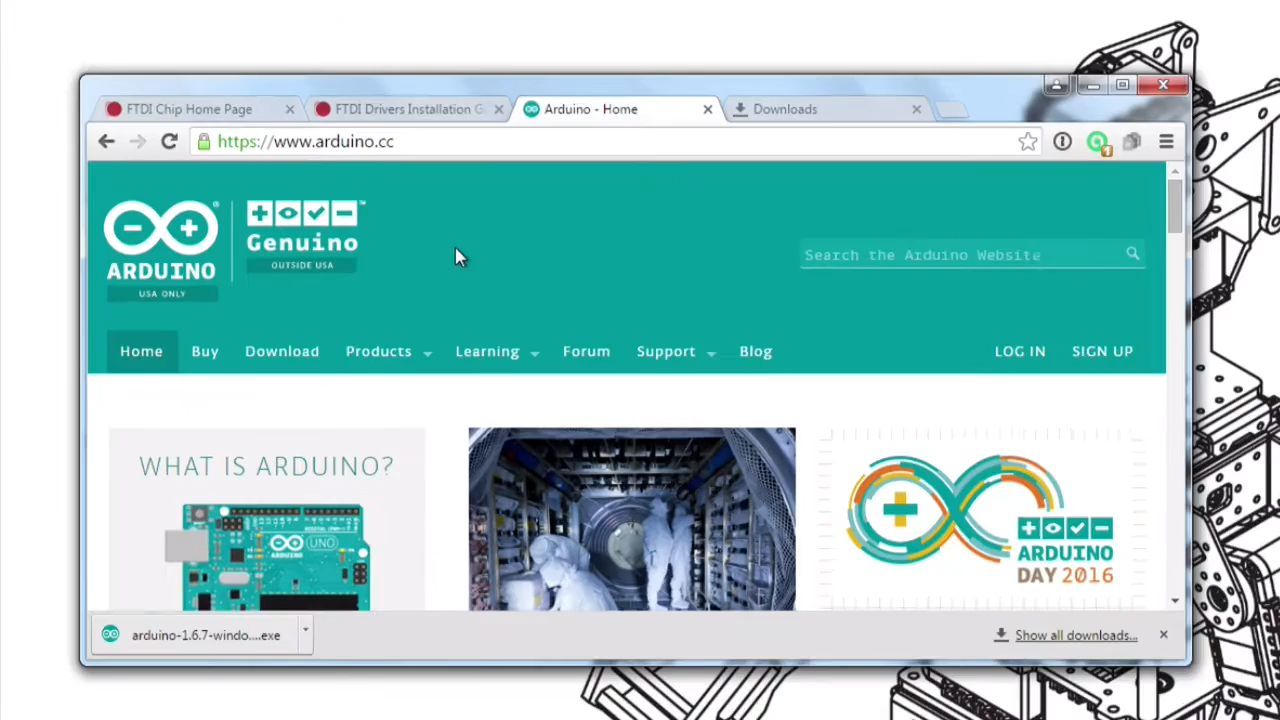 FTDI Chip Home Page
FTDI Drivers Installation G
Arduino - Home
Downloads
https://www.arduino.cc
ARDUINO
USA ONLY
Genuino
OUTSIDE USA
Search the Arduino Website
Home
Buy
Download
Products
Learning
Forum
Support
Blog
LOG IN
SIGN UP
WHAT IS ARDUINO?
UNO
ARDUINO
DAY 2016
arduino-1.6.7-windo....exe
Show all downloads...